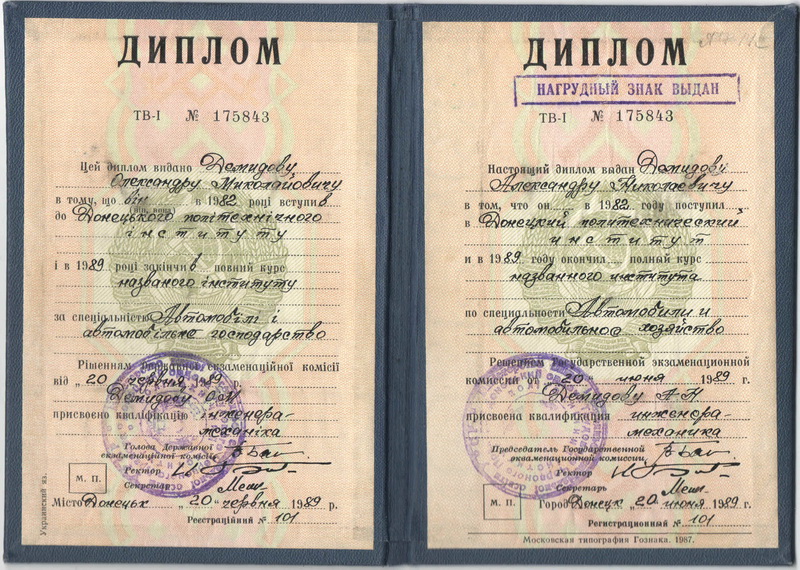 ДИПЛОМ
ТВ-І № 175843
Цей диплом видано Демидову
Олександру Миколайовичу
в тому, що він в 1982 році вступив
до Донецького політехнічного
інституту
і в 1989 році закінчив повний курс
названого інституту
за спеціальністю Автомобілі і
автомобільне господарство
Рішенням Державної екзаменаційної комісії
від „20 червня 1989 р.
Демидову О.М
присвоєно кваліфікацію інженера-
механіка
Голова Державної
екзаменаційної комісії
Ректор
Секретар
М. П.
Місто Донецьк „20" червня 1989 р.
Реєстраційний № 101
Украинский яз.
ДИПЛОМ
НАГРУДНЫЙ ЗНАК ВЫДАН
ТВ-І № 175843
Настоящий диплом выдан Демидову
Александру Николаевичу
в том, что он в 1982 году поступил
в Донецкий политехнический
институт
и в 1989 году окончил полный курс
названного института
по специальности Автомобили и
автомобильное хозяйство
Решением Государственной экзаменационной
комиссии от „20 июня 1989 г.
Демидову А.Н
присвоена квалификация инженера-
механика
Председатель Государственной
экзаменационной комиссии
Ректор
Секретарь
М. П.
Город Донецк „20 июня 1989 г.
Регистрационный № 101
Московская типография Гознака. 1987.